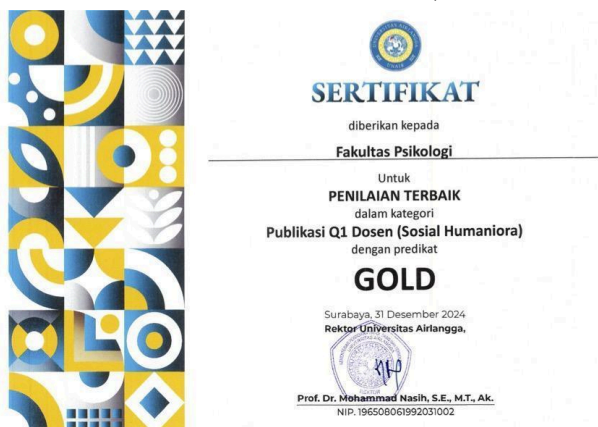 SERTIFIKAT
diberikan kepada
Fakultas Psikologi
Untuk
PENILAIAN TERBAIK
dalam kategori
Publikasi Q1 Dosen (Sosial Humaniora)
dengan predikat
GOLD
Surabaya, 31 Desember 2024
Rektor Universitas Airlangga,
Prof. Dr. Mohammad Nasih, S.E., M.T., Ak.
NIP. 196508061992031002